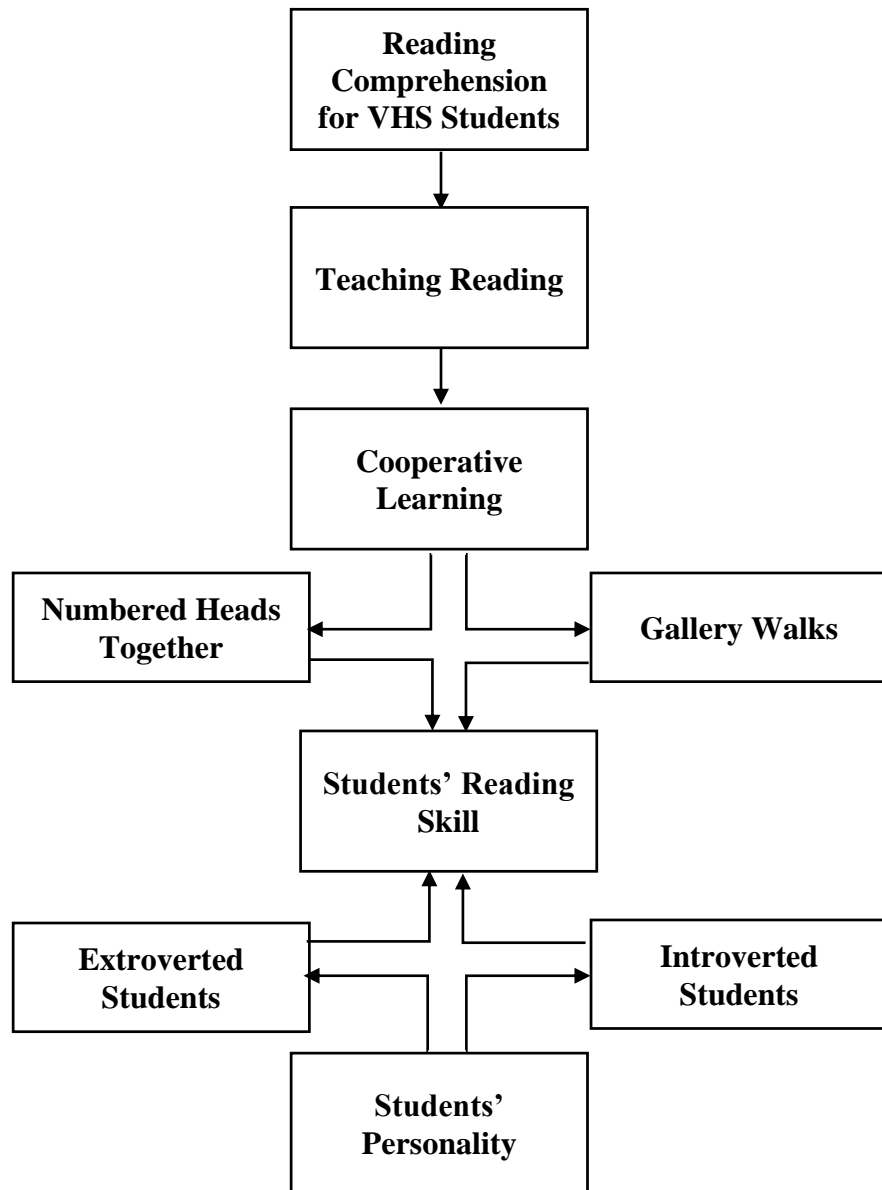 Reading
Comprehension
for VHS Students
Teaching Reading
Cooperative
Learning
Numbered Heads
Together
Gallery Walks
Students’ Reading
Skill
Extroverted
Students
Introverted
Students
Students’
Personality